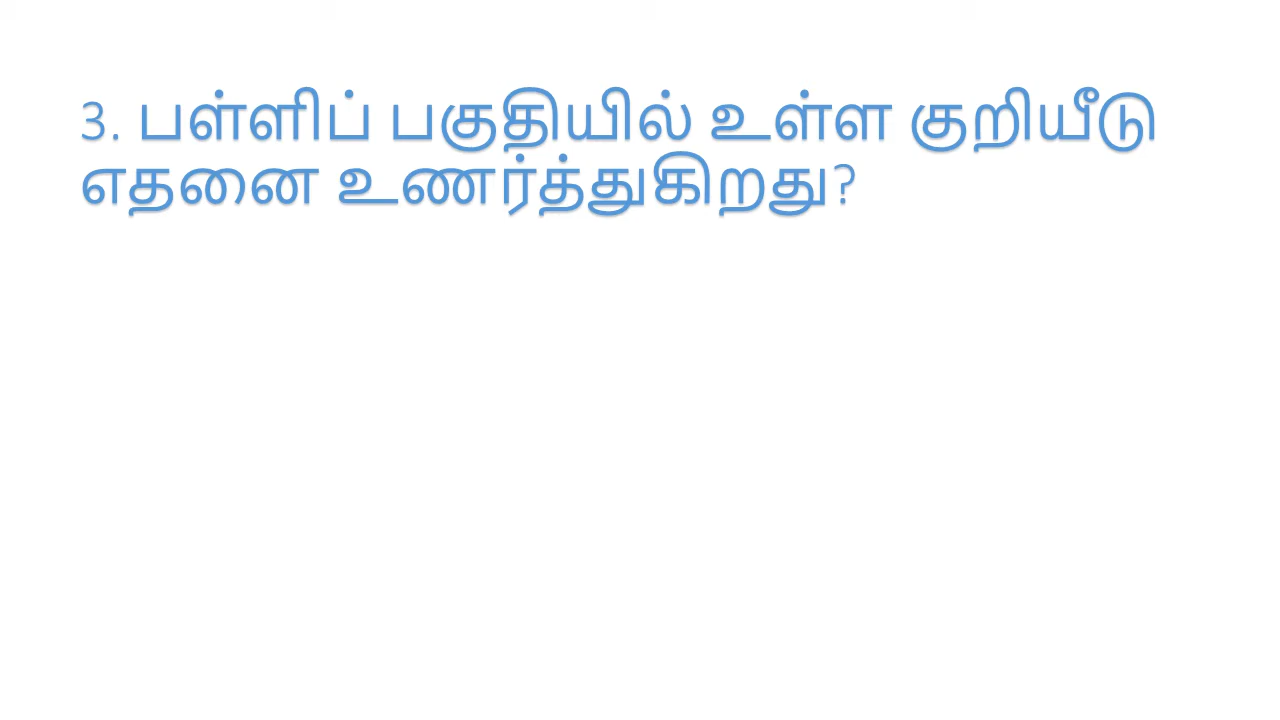 3. பள்ளிப் பகுதியில் உள்ள குறியீடு
எதனை உணர்த்துகிறது?